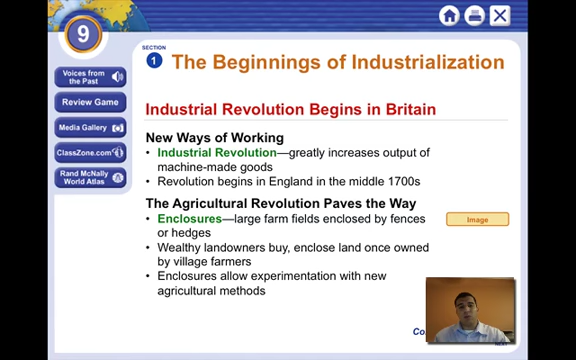 9
SECTION
1
The Beginnings of Industrialization
Voices from
the Past
Review Game
Media Gallery
ClassZone.com
Rand McNally
World Atlas
Industrial Revolution Begins in Britain
New Ways of Working
• Industrial Revolution—greatly increases output of
machine-made goods
• Revolution begins in England in the middle 1700s
The Agricultural Revolution Paves the Way
• Enclosures—large farm fields enclosed by fences
or hedges
• Wealthy landowners buy, enclose land once owned
by village farmers
• Enclosures allow experimentation with new
agricultural methods
Image
NEXT